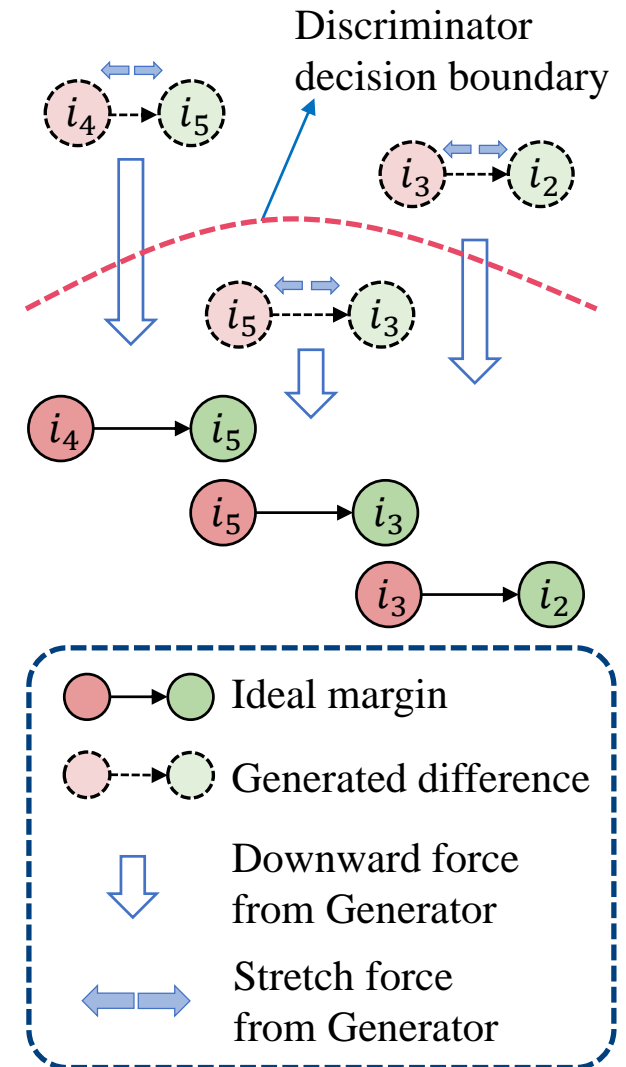 Discriminator
decision boundary
i₄ i₅
i₃ i₂
i₅ i₃
i₄ i₅
i₅ i₃
i₃ i₂
Ideal margin
Generated difference
Downward force
from Generator
Stretch force
from Generator